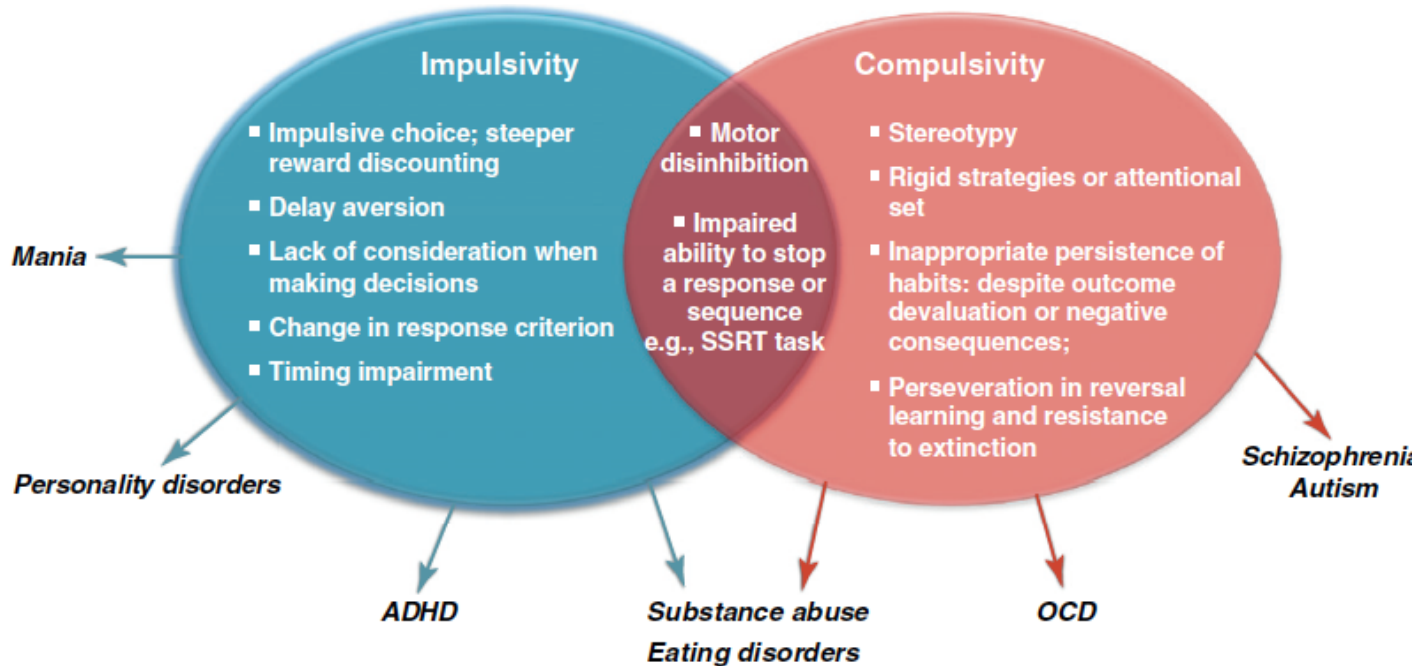 Impulsivity
▪ Impulsive choice; steeper
reward discounting
▪ Delay aversion
▪ Lack of consideration when
making decisions
▪ Change in response criterion
▪ Timing impairment
▪ Motor
disinhibition
▪ Impaired
ability to stop
a response or
sequence
e.g., SSRT task
Compulsivity
▪ Stereotypy
▪ Rigid strategies or attentional
set
▪ Inappropriate persistence of
habits: despite outcome
devaluation or negative
consequences;
▪ Perseveration in reversal
learning and resistance
to extinction
Mania
Personality disorders
ADHD
Substance abuse
Eating disorders
OCD
Schizophrenia
Autism